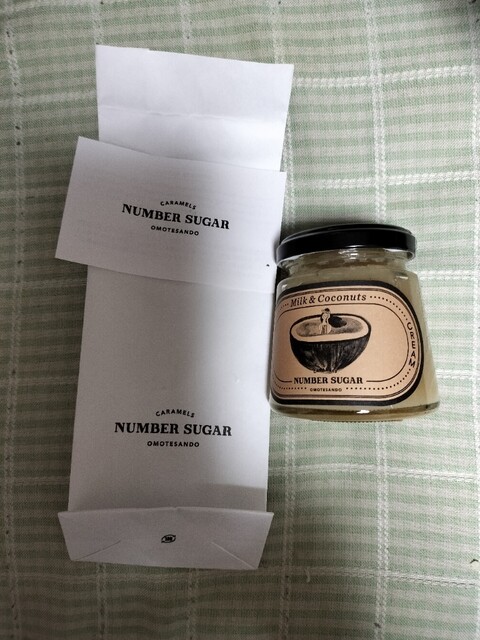 CARAMELS
NUMBER SUGAR
OMOTESANDO
CARAMELS
NUMBER SUGAR
OMOTESANDO
Milk & Coconuts
CREAM
NUMBER SUGAR
OMOTESANDO